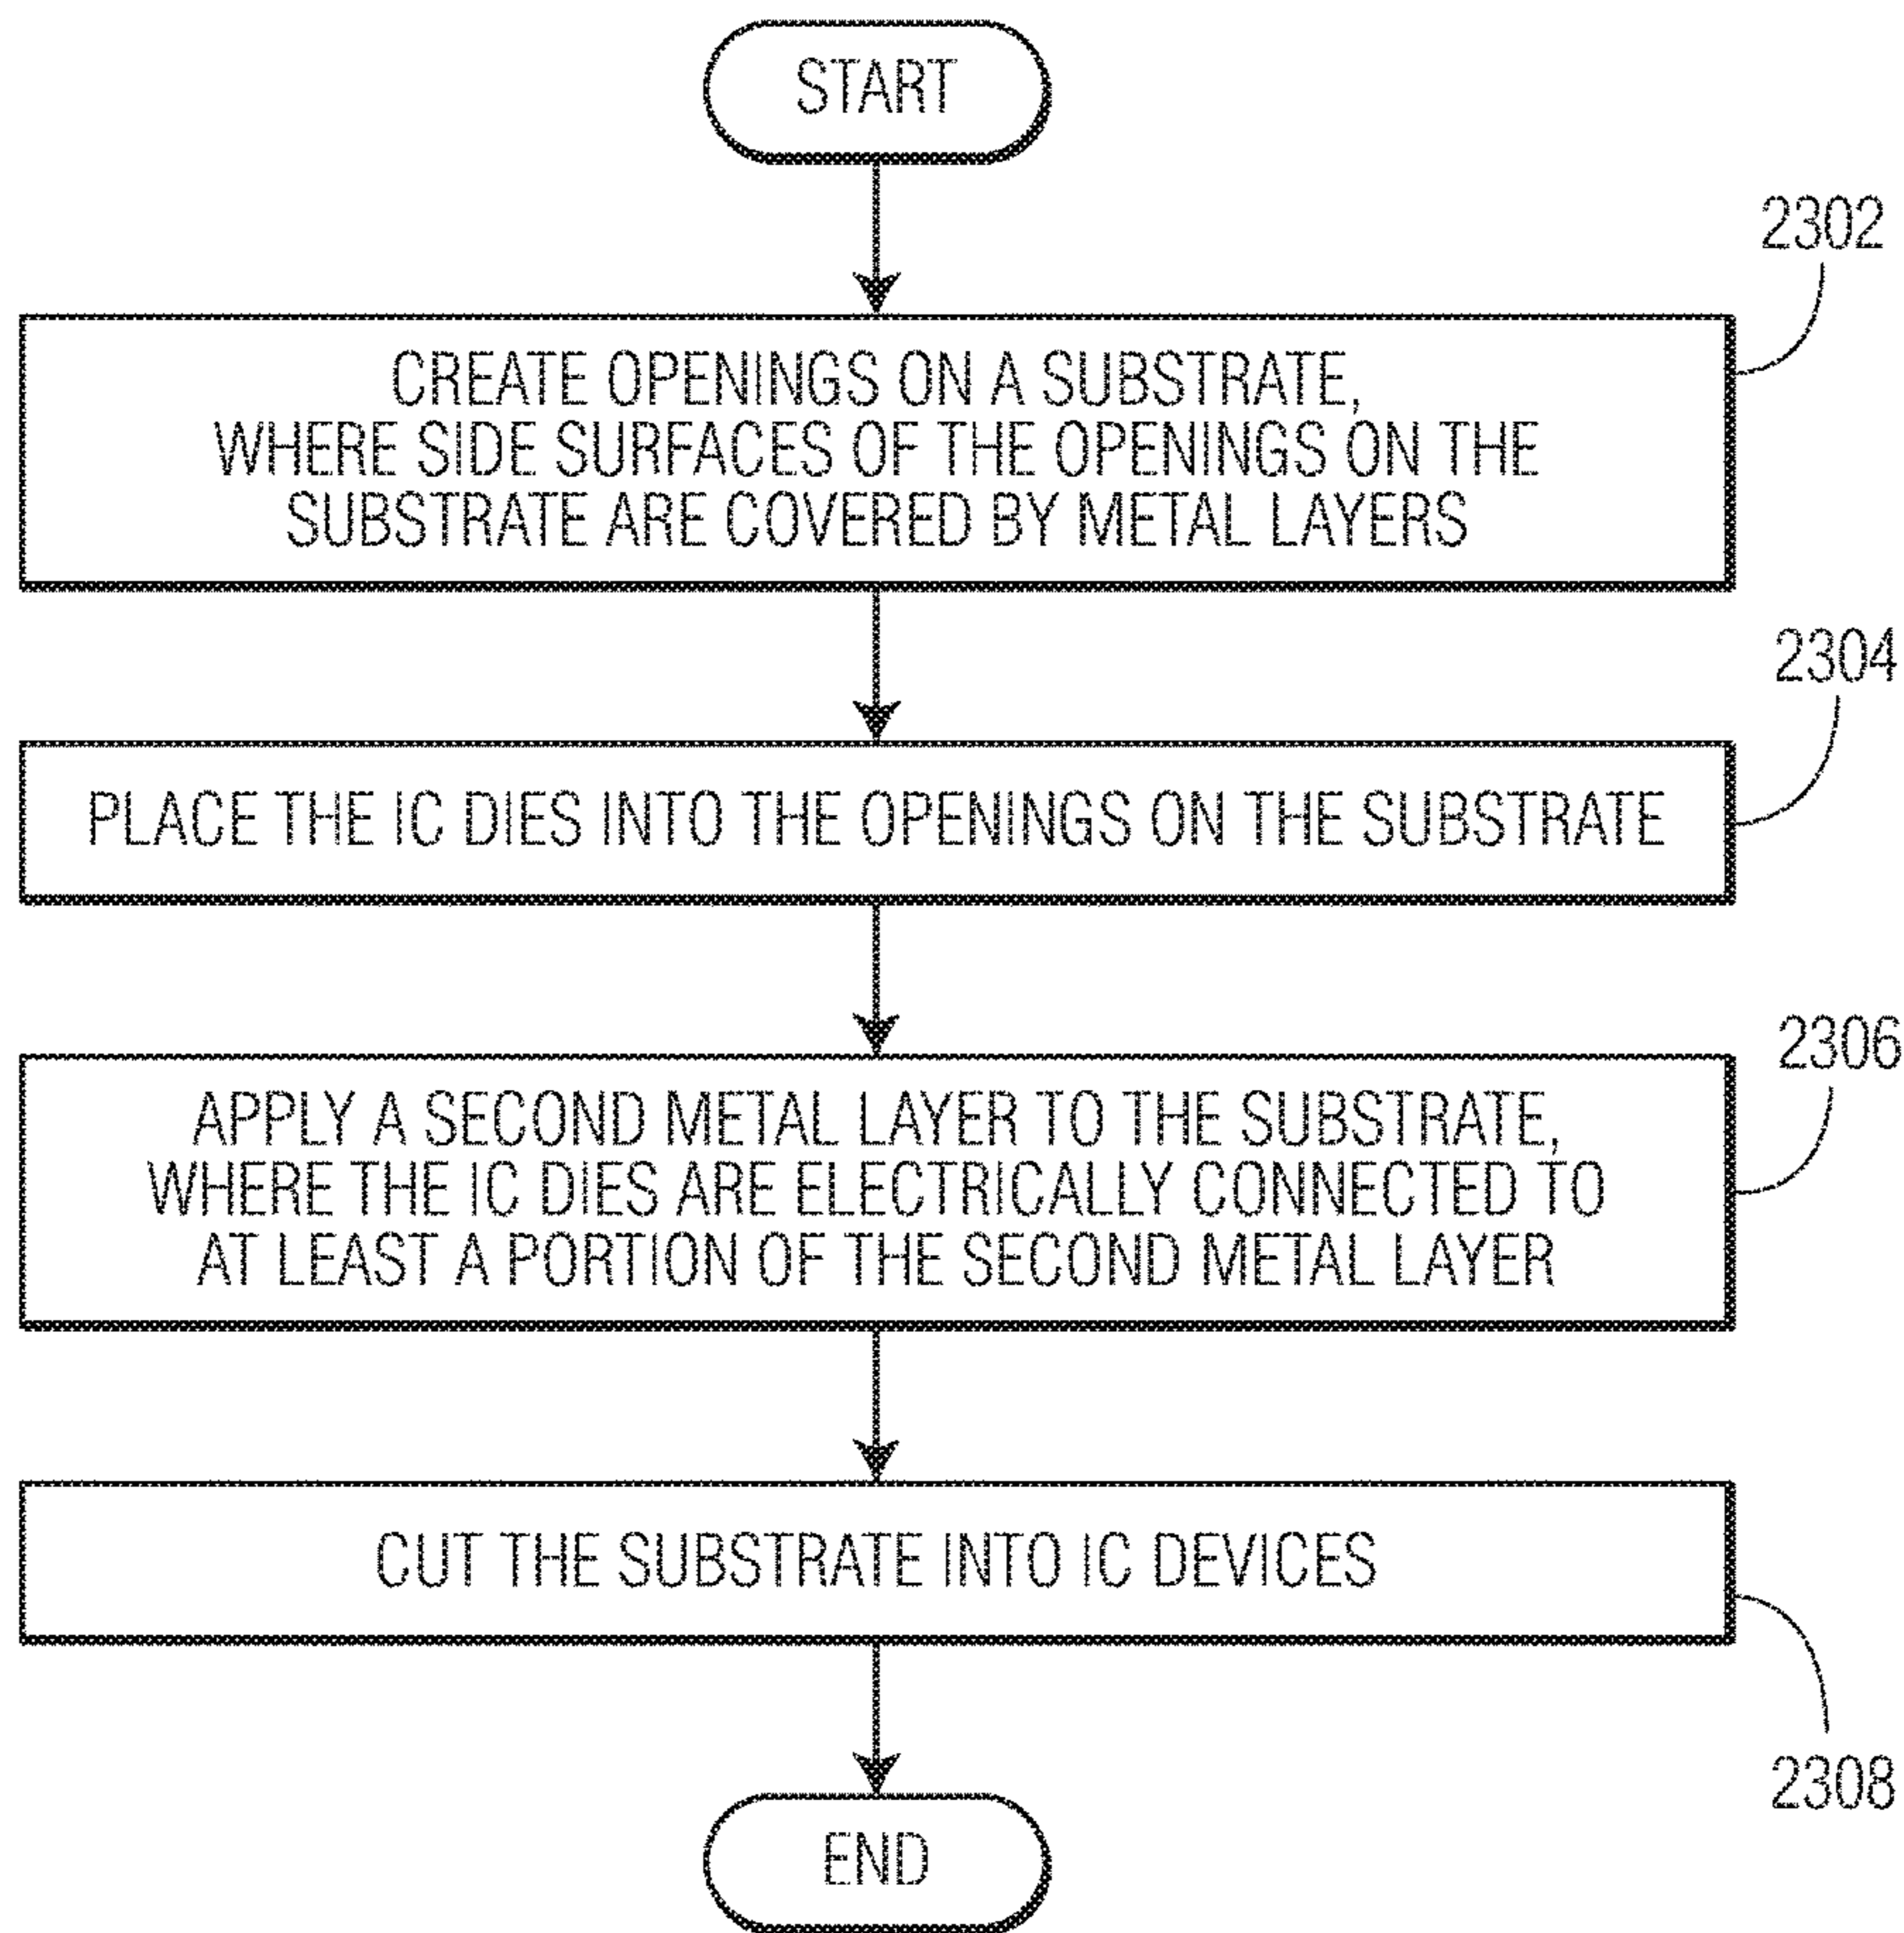 START
2302
CREATE OPENINGS ON A SUBSTRATE,
WHERE SIDE SURFACES OF THE OPENINGS ON THE
SUBSTRATE ARE COVERED BY METAL LAYERS
2304
PLACE THE IC DIES INTO THE OPENINGS ON THE SUBSTRATE
2306
APPLY A SECOND METAL LAYER TO THE SUBSTRATE,
WHERE THE IC DIES ARE ELECTRICALLY CONNECTED TO
AT LEAST A PORTION OF THE SECOND METAL LAYER
CUT THE SUBSTRATE INTO IC DEVICES
2308
END